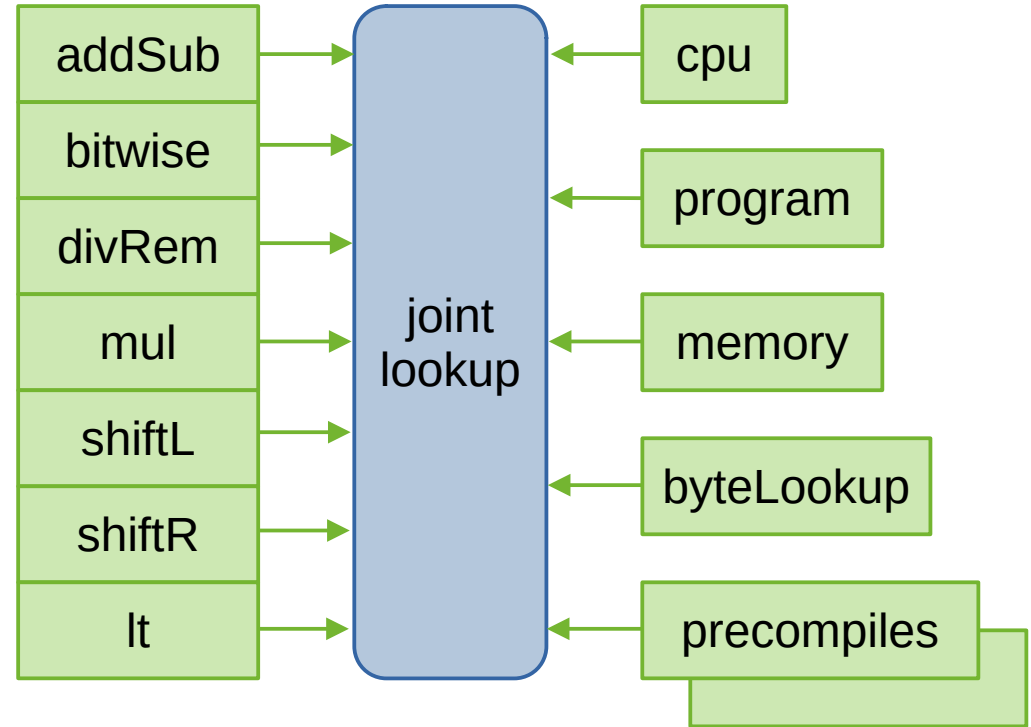 addSub
bitwise
divRem
mul
shiftL
shiftR
lt
joint
lookup
cpu
program
memory
byteLookup
precompiles